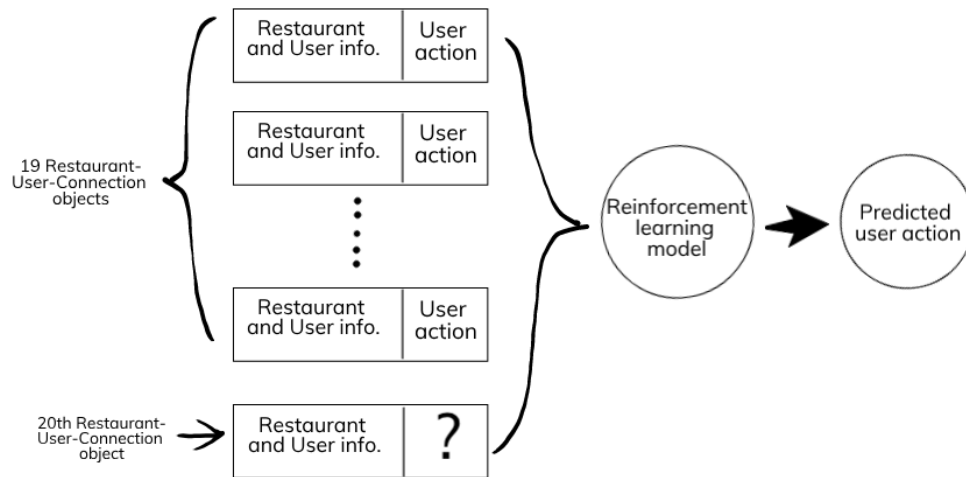 Restaurant
and User info.
User
action
Restaurant
and User info.
User
action
19 Restaurant-
User-Connection
objects
Restaurant
and User info.
User
action
20th Restaurant-
User-Connection
object
Restaurant
and User info.
?
Reinforcement
learning
model
Predicted
user action